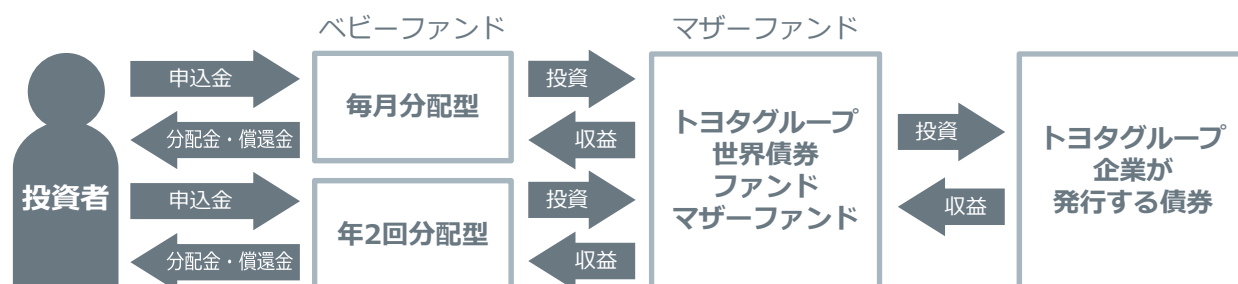 ベビーファンド
マザーファンド
申込金
毎月分配型
投資
分配金・償還金
収益
トヨタグループ
世界債券
ファンド
マザーファンド
投資
収益
トヨタグループ
企業が
発行する債券
投資者
申込金
年2回分配型
投資
分配金・償還金
収益